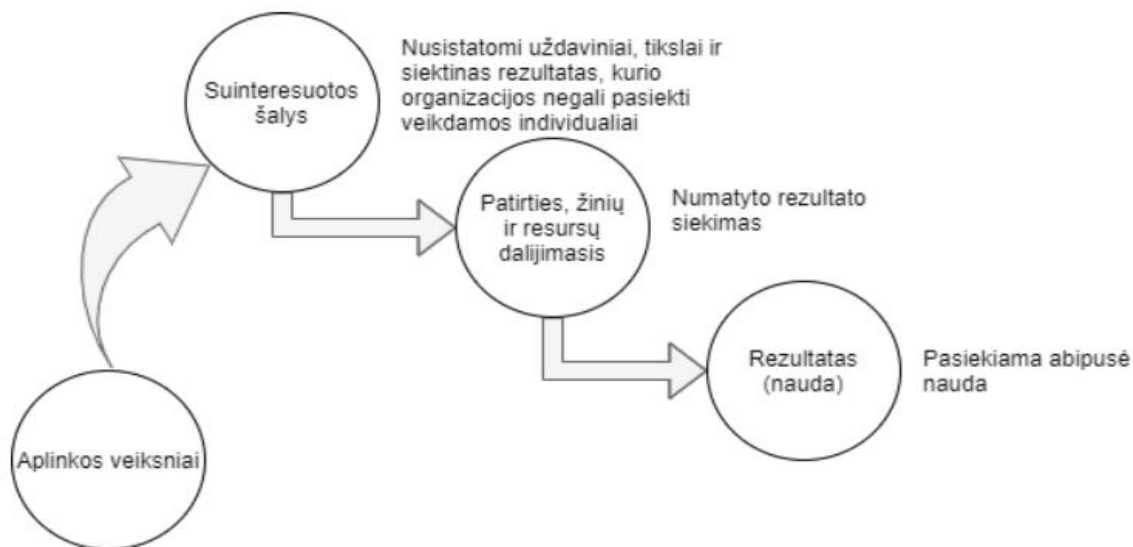 Suinteresuotos
šalys
Nusistatomi uždaviniai, tikslai ir
siektinas rezultatas, kurio
organizacijos negali pasiekti
veikdamos individualiai
Patirties, žinių
ir resursų
dalijimasis
Numatyto rezultato
siekimas
Rezultatas
(nauda)
Pasiekiama abipusė
nauda
Aplinkos veiksniai